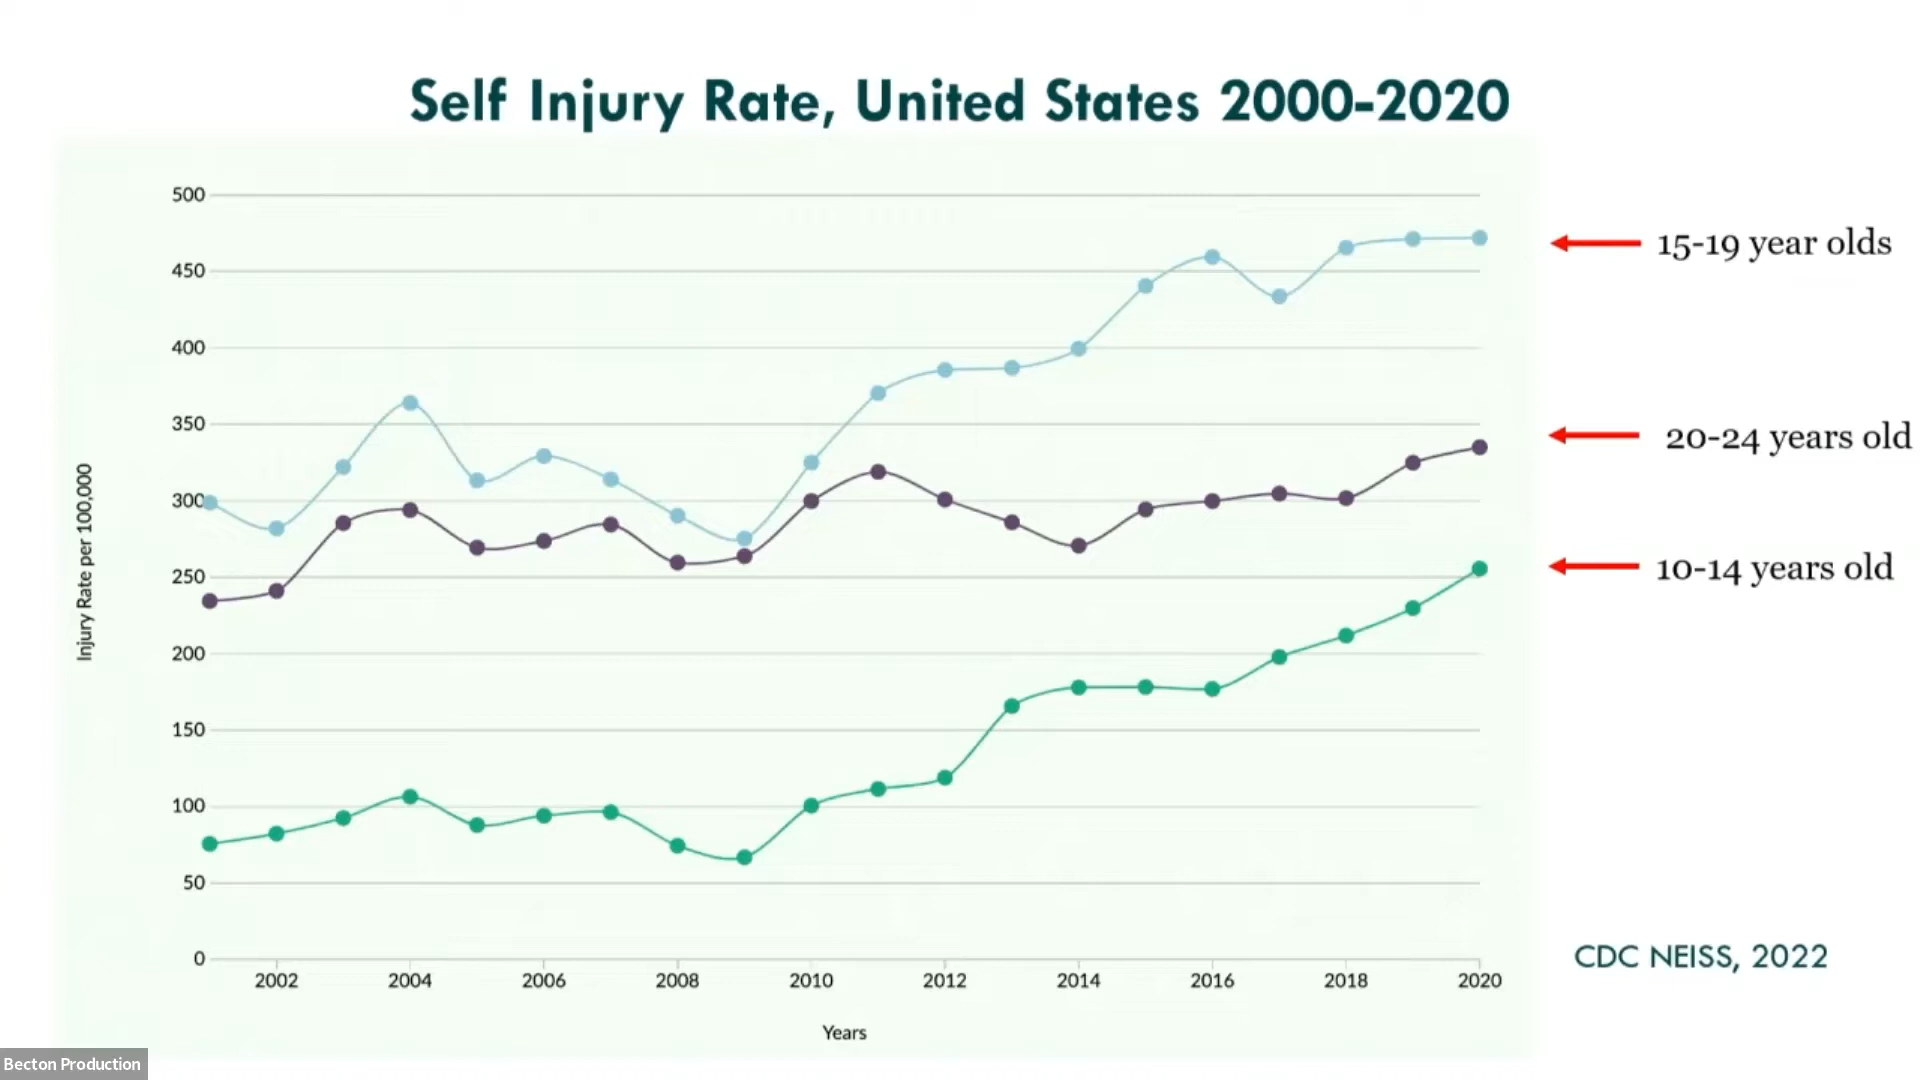 Self Injury Rate, United States 2000-2020
500
450
400
350
300
250
200
150
100
50
0
Injury Rate per 100,000
2002 2004 2006 2008 2010 2012 2014 2016 2018 2020
Years
15-19 year olds
20-24 years old
10-14 years old
CDC NEISS, 2022
Becton Production